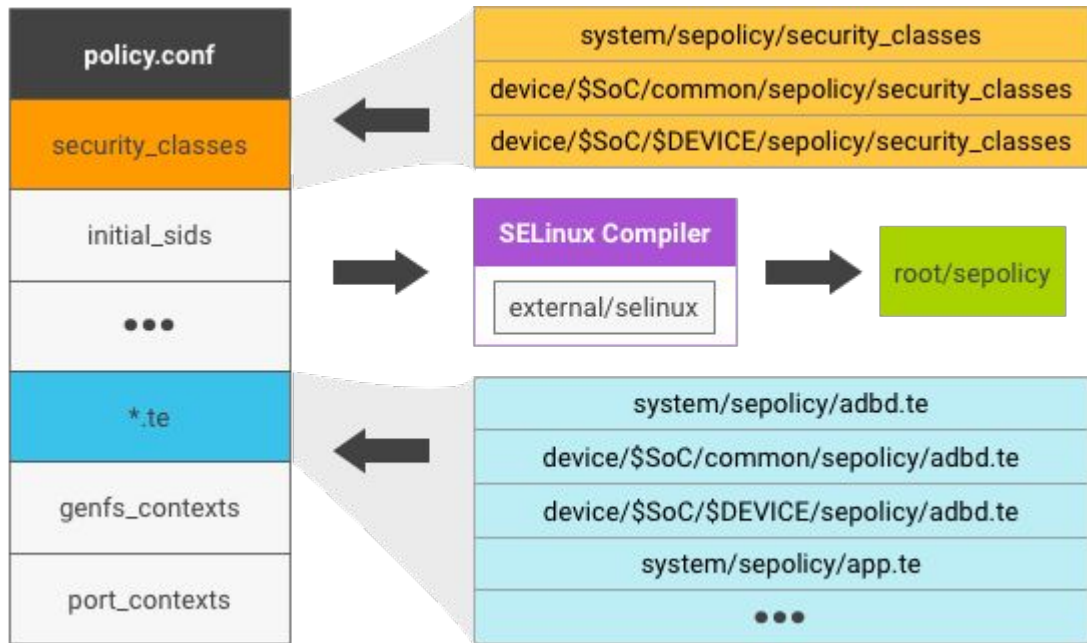 policy.conf
security_classes
initial_sids
•••
*.te
genfs_contexts
port_contexts
system/sepolicy/security_classes
device/$SoC/common/sepolicy/security_classes
device/$SoC/$DEVICE/sepolicy/security_classes
SELinux Compiler
external/selinux
root/sepolicy
system/sepolicy/adbd.te
device/$SoC/common/sepolicy/adbd.te
device/$SoC/$DEVICE/sepolicy/adbd.te
system/sepolicy/app.te
•••